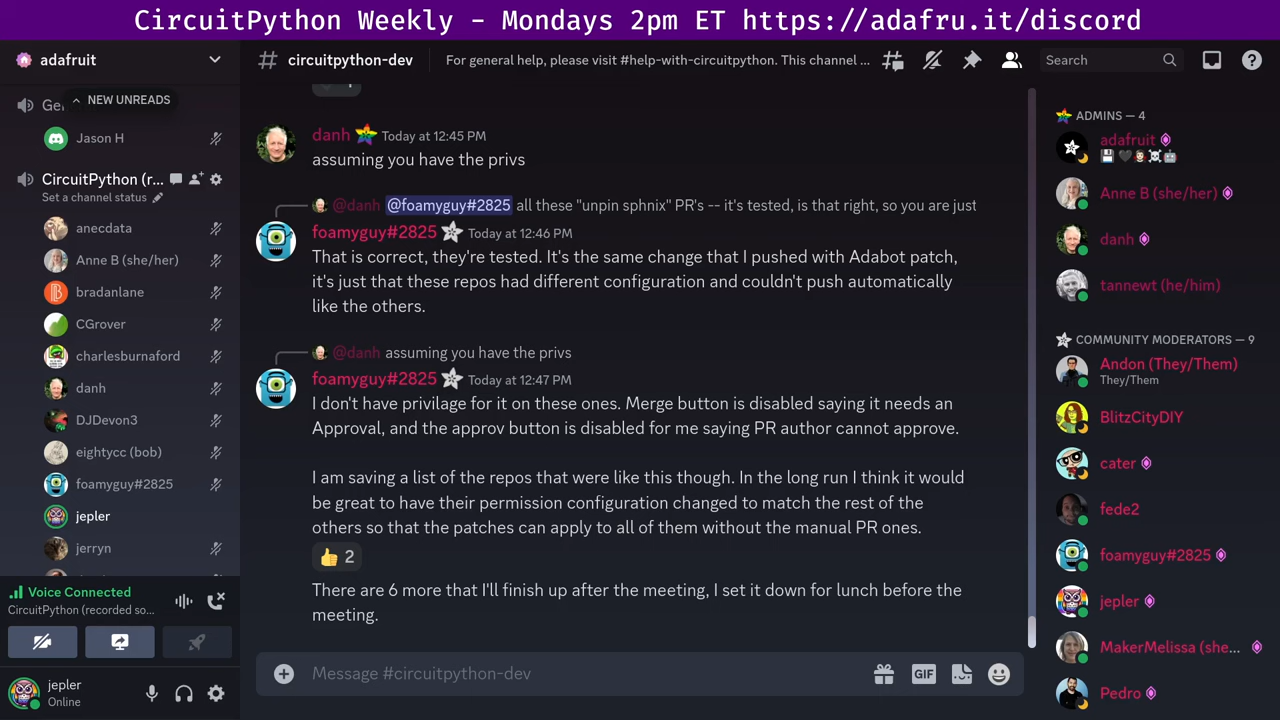 CircuitPython Weekly - Mondays 2pm ET https://adafru.it/discord
adafruit
NEW UNREADS
Jason H
CircuitPython (r...
Set a channel status
anecdata
Anne B (she/her)
bradanlane
CGrover
charlesburnaford
danh
DJDevon3
eightycc (bob)
foamyguy#2825
jepler
jerryn
Voice Connected
CircuitPython (recorded so...
jepler
Online
circuitpython-dev
For general help, please visit #help-with-circuitpython. This channel ...
Search
danh Today at 12:45 PM
assuming you have the privs
@danh @foamyguy#2825 all these "unpin sphnix" PR's -- it's tested, is that right, so you are just
foamyguy#2825 Today at 12:46 PM
That is correct, they're tested. It's the same change that I pushed with Adabot patch,
it's just that these repos had different configuration and couldn't push automatically
like the others.
@danh assuming you have the privs
foamyguy#2825 Today at 12:47 PM
I don't have privilage for it on these ones. Merge button is disabled saying it needs an
Approval, and the approv button is disabled for me saying PR author cannot approve.
I am saving a list of the repos that were like this though. In the long run I think it would
be great to have their permission configuration changed to match the rest of the
others so that the patches can apply to all of them without the manual PR ones.
👍 2
There are 6 more that I'll finish up after the meeting, I set it down for lunch before the
meeting.
Message #circuitpython-dev
GIF
ADMINS — 4
adafruit
Anne B (she/her)
danh
tannewt (he/him)
COMMUNITY MODERATORS — 9
Andon (They/Them)
They/Them
BlitzCityDIY
cater
fede2
foamyguy#2825
jepler
MakerMelissa (she...
Pedro